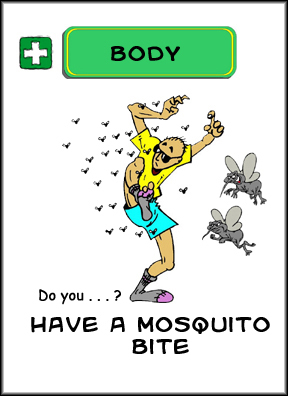 BODY
Do you . . . ?
HAVE A MOSQUITO
BITE